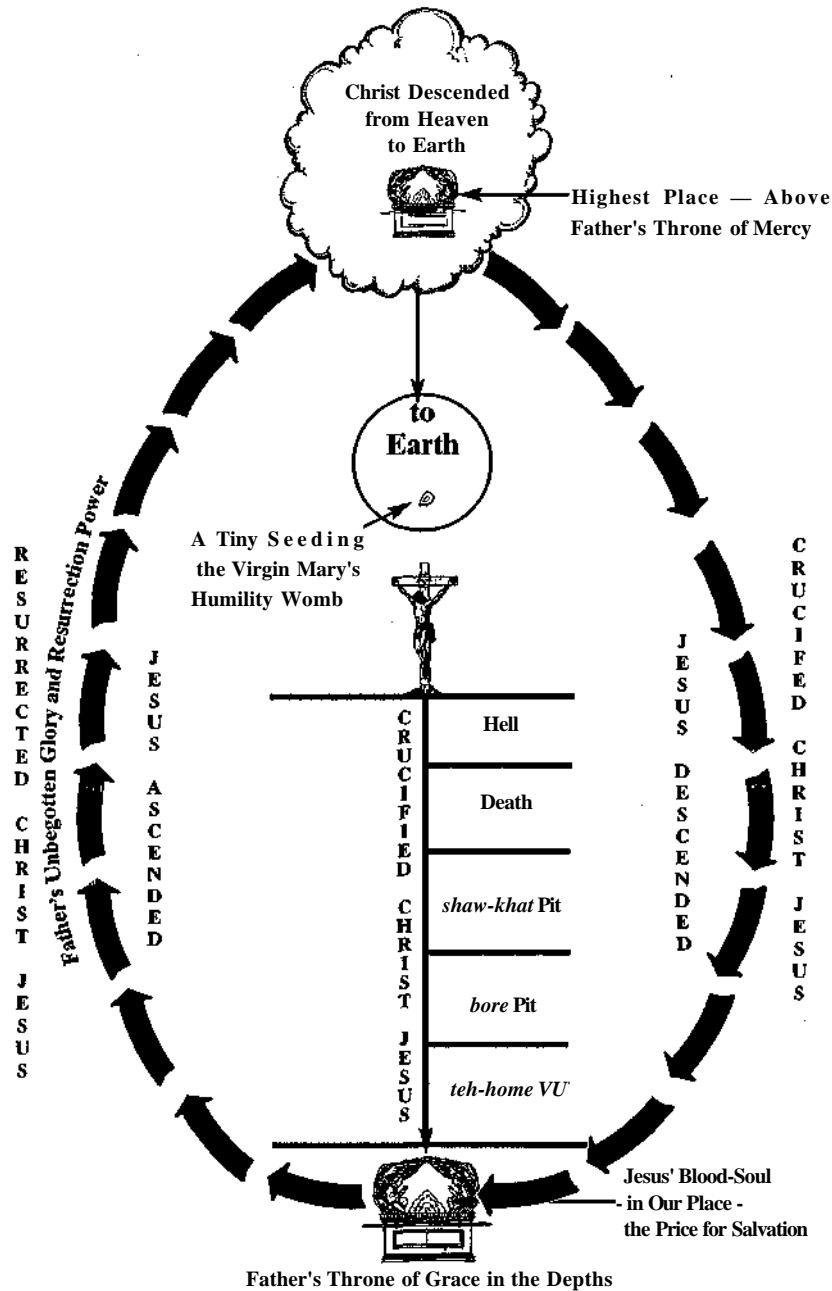 Christ Descended
from Heaven
to Earth
Highest Place — Above
Father's Throne of Mercy
to
Earth
A Tiny Seeding
the Virgin Mary's
Humility Womb
RESURRECTED CHRIST JESUS
Father's Unbegotten Glory and Resurrection Power
JESUS ASCENDED
CRUCIFIED CHRIST JESUS
Hell
Death
shaw-khat Pit
bore Pit
teh-home VU
JESUS DESCENDED
CRUCIFED CHRIST JESUS
Jesus' Blood-Soul
- in Our Place -
the Price for Salvation
Father's Throne of Grace in the Depths